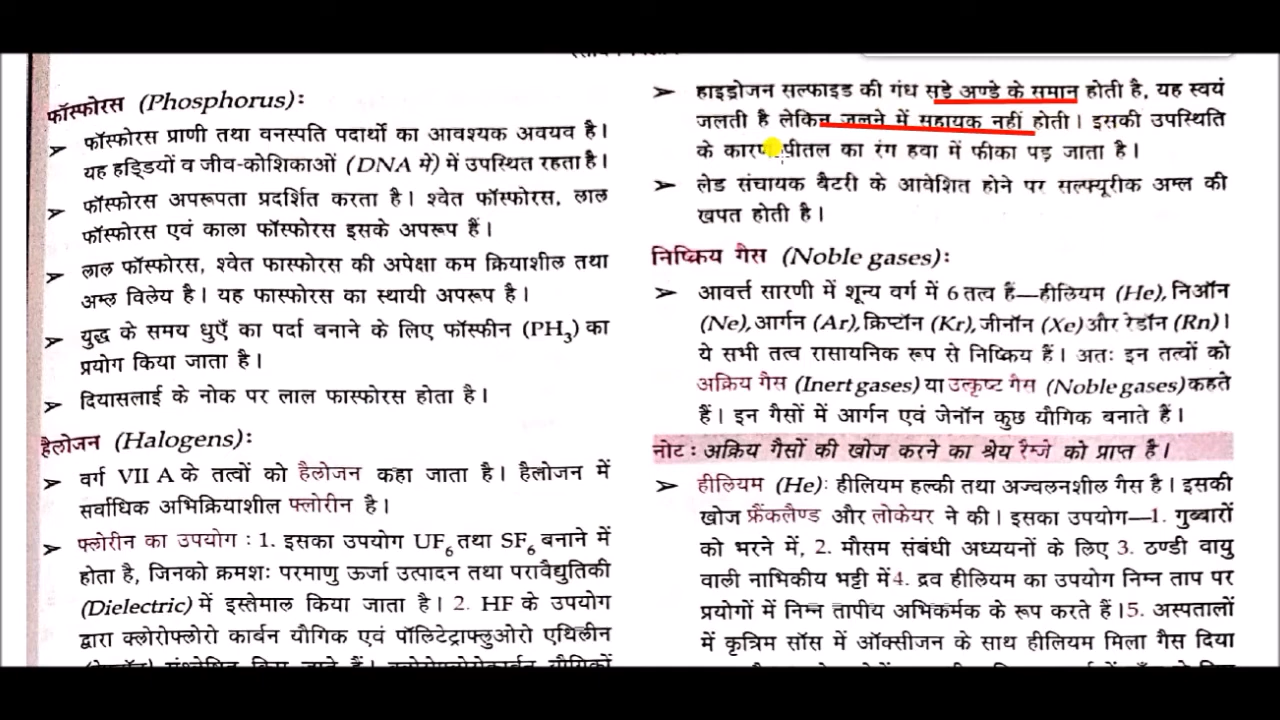 फॉस्फोरस (Phosphorus):
➤ फॉस्फोरस प्राणी तथा वनस्पति पदार्थो का आवश्यक अवयव है।
यह हड्डियों व जीव-कोशिकाओं (DNA में) में उपस्थित रहता है।
➤ फॉस्फोरस अपरूपता प्रदर्शित करता है। श्वेत फॉस्फोरस, लाल
फॉस्फोरस एवं काला फॉस्फोरस इसके अपरूप हैं।
➤ लाल फॉस्फोरस, श्वेत फास्फोरस की अपेक्षा कम क्रियाशील तथा
अम्ल विलेय है। यह फास्फोरस का स्थायी अपरूप है।
➤ युद्ध के समय धुएँ का पर्दा बनाने के लिए फॉस्फीन (PH₃) का
प्रयोग किया जाता है।
➤ दियासलाई के नोक पर लाल फास्फोरस होता है।
हैलोजन (Halogens):
➤ वर्ग VII A के तत्वों को हैलोजन कहा जाता है। हैलोजन में
सर्वाधिक अभिक्रियाशील फ्लोरीन है।
➤ फ्लोरीन का उपयोग : 1. इसका उपयोग UF₆ तथा SF₆ बनाने में
होता है, जिनको क्रमशः परमाणु ऊर्जा उत्पादन तथा परावैद्युतिकी
(Dielectric) में इस्तेमाल किया जाता है। 2. HF के उपयोग
द्वारा क्लोरोफ्लोरो कार्बन यौगिक एवं पॉलिटेट्राफ्लुओरो एथिलीन
➤ हाइड्रोजन सल्फाइड की गंध सड़े अण्डे के समान होती है, यह स्वयं
जलती है लेकिन जलने में सहायक नहीं होती। इसकी उपस्थिति
के कारण पीतल का रंग हवा में फीका पड़ जाता है।
➤ लेड संचायक बैटरी के आवेशित होने पर सल्फ्यूरीक अम्ल की
खपत होती है।
निष्क्रिय गैस (Noble gases):
➤ आवर्त्त सारणी में शून्य वर्ग में 6 तत्व हैं—हीलियम (He), निऑन
(Ne), आर्गन (Ar), क्रिप्टॉन (Kr), जीनॉन (Xe) और रेडॉन (Rn)।
ये सभी तत्व रासायनिक रूप से निष्क्रिय हैं। अतः इन तत्वों को
अक्रिय गैस (Inert gases) या उत्कृष्ट गैस (Noble gases) कहते
हैं। इन गैसों में आर्गन एवं जेनॉन कुछ यौगिक बनाते हैं।
नोट : अक्रिय गैसों की खोज करने का श्रेय रैम्जे को प्राप्त है।
➤ हीलियम (He): हीलियम हल्की तथा अज्वलनशील गैस है। इसकी
खोज फ्रैंकलैण्ड और लोकेयर ने की। इसका उपयोग—1. गुब्बारों
को भरने में, 2. मौसम संबंधी अध्ययनों के लिए 3. ठण्डी वायु
वाली नाभिकीय भट्टी में 4. द्रव हीलियम का उपयोग निम्न ताप पर
प्रयोगों में निम्न तापीय अभिकर्मक के रूप करते हैं। 5. अस्पतालों
में कृत्रिम सॉस में ऑक्सीजन के साथ हीलियम मिला गैस दिया